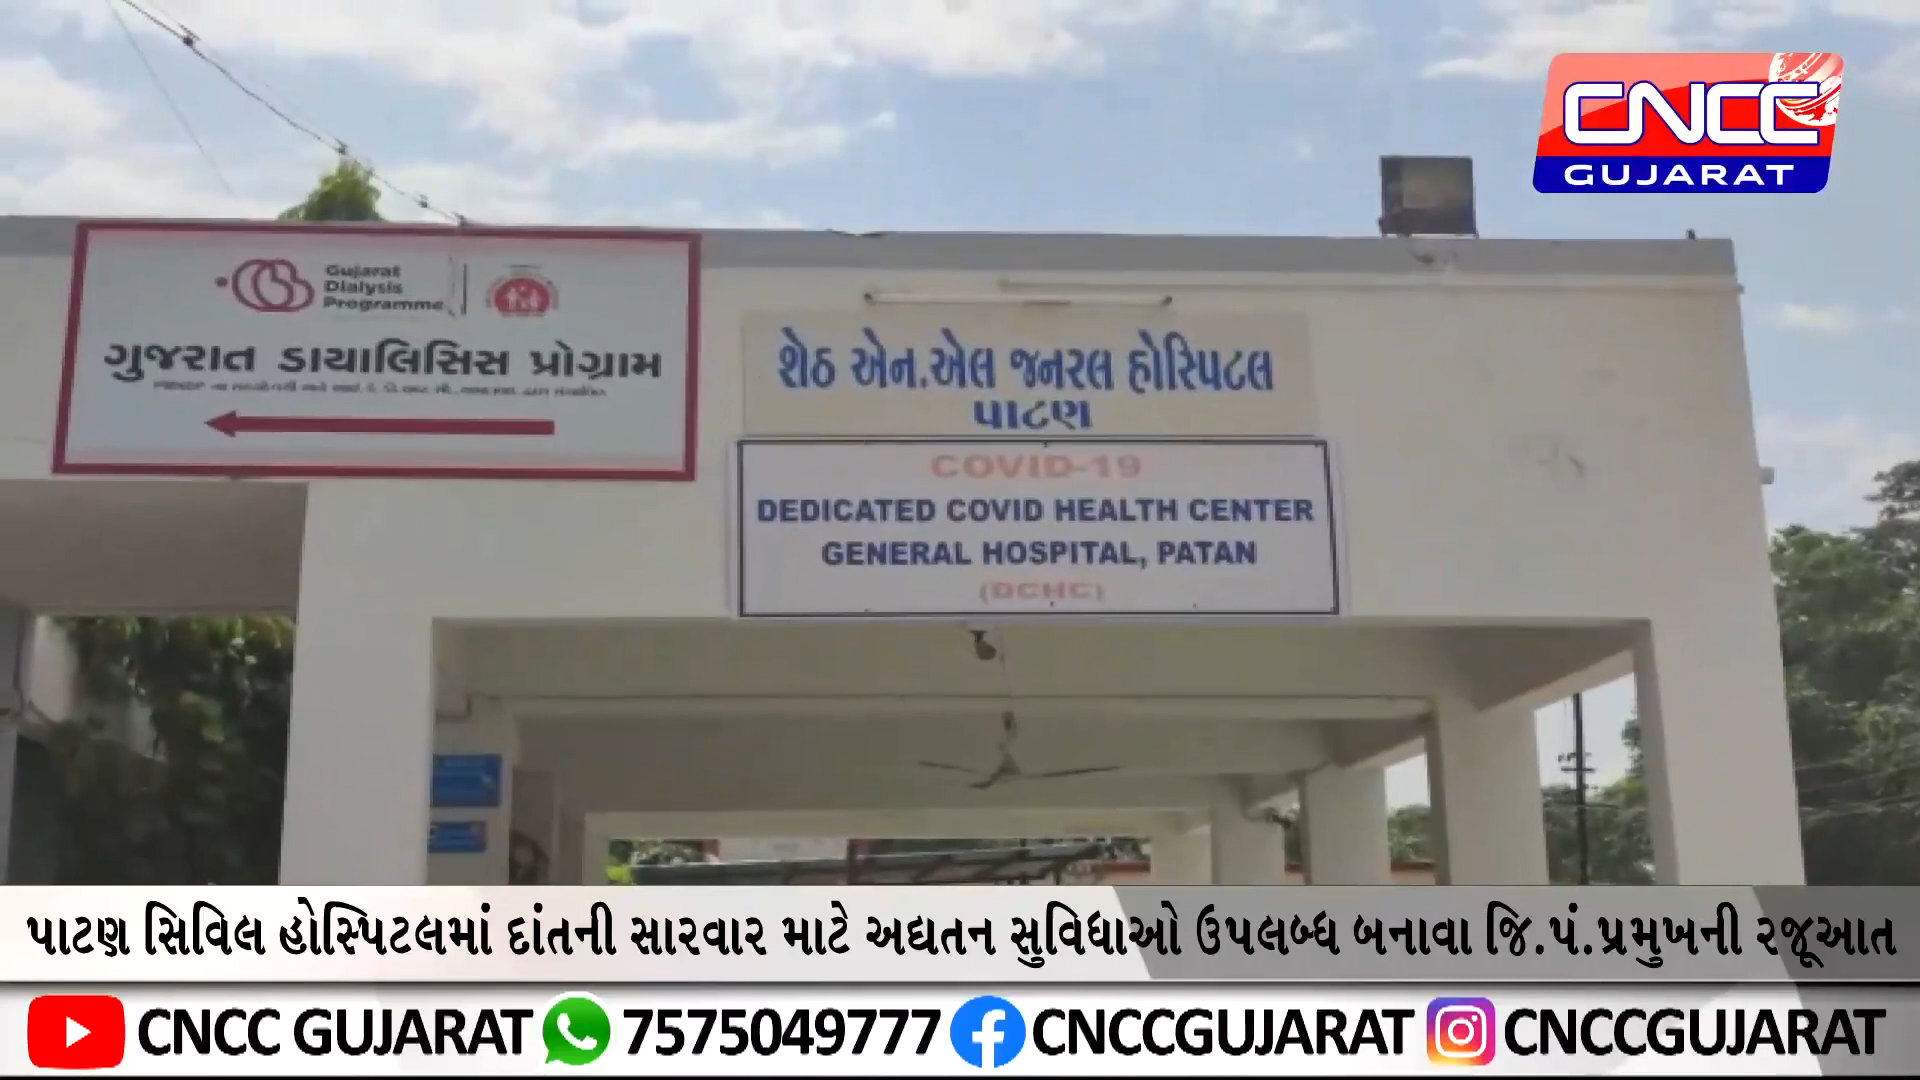 CNCC
GUJARAT
Gujarat
Dialysis
Programme
ગુજરાત ડાયાલિસિસ પ્રોગ્રામ
શેઠ એન.એલ જનરલ હોસ્પિટલ
પાટણ
COVID-19
DEDICATED COVID HEALTH CENTER
GENERAL HOSPITAL, PATAN
(DCHC)
પાટણ સિવિલ હોસ્પિટલમાં દાંતની સારવાર માટે અદ્યતન સુવિધાઓ ઉપલબ્ધ બનાવા જિ.પં.પ્રમુખની રજૂઆત
CNCC GUJARAT 7575049777 CNCCGUJARAT CNCCGUJARAT